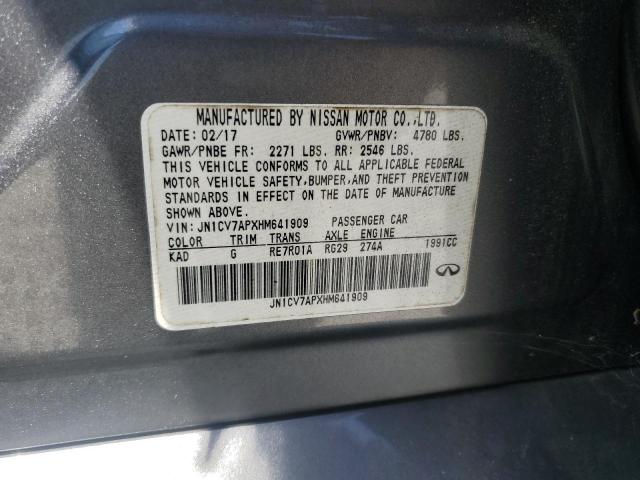 MANUFACTURED BY NISSAN MOTOR CO.,LTD.
DATE: 02/17 GVWR/PNBV: 4780 LBS.
GAWR/PNBE FR: 2271 LBS. RR: 2546 LBS.
THIS VEHICLE CONFORMS TO ALL APPLICABLE FEDERAL
MOTOR VEHICLE SAFETY,BUMPER,AND THEFT PREVENTION
STANDARDS IN EFFECT ON THE DATE OF MANUFACTURE
SHOWN ABOVE.
VIN: JN1CV7APXHM641909 PASSENGER CAR
COLOR TRIM TRANS AXLE ENGINE
KAD G RE7R01A RG29 274A 1991CC
JN1CV7APXHM641909